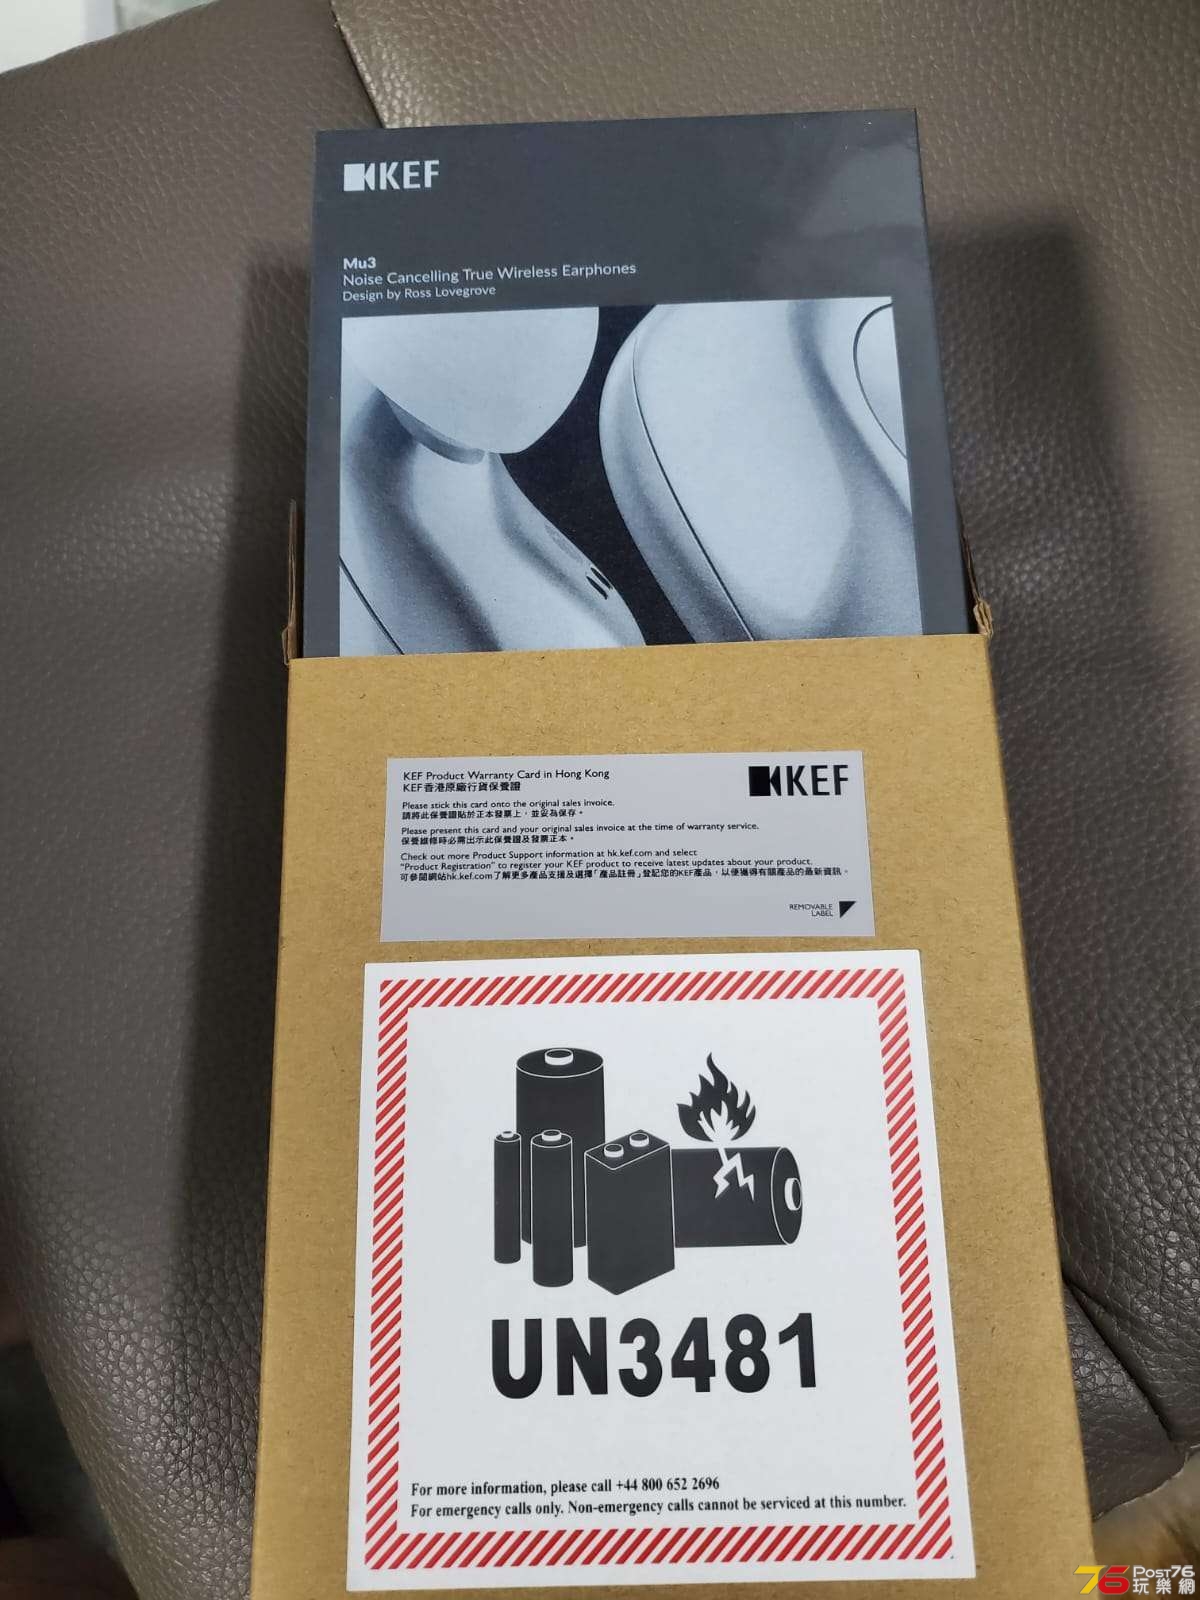 KEF
Mu3
Noise Cancelling True Wireless Earphones
Design by Ross Lovegrove
KEF Product Warranty Card in Hong Kong
KEF香港原廠行貨保養證
KEF
Please stick this card onto the original sales invoice.
請將此保養證貼於正本發票上，並妥為保存。
Please present this card and your original sales invoice at the time of warranty service.
保養維修時必需出示此保養證及發票正本。
Check out more Product Support information at hk.kef.com and select
"Product Registration" to register your KEF product to receive latest updates about your product.
可參閱網站hk.kef.com了解更多產品支援及選擇「產品註冊」登記您的KEF產品，以便獲得有關產品的最新資訊。
REMOVABLE
LABEL
UN3481
For more information, please call +44 800 652 2696
For emergency calls only. Non-emergency calls cannot be serviced at this number.
76 Post76
玩樂網